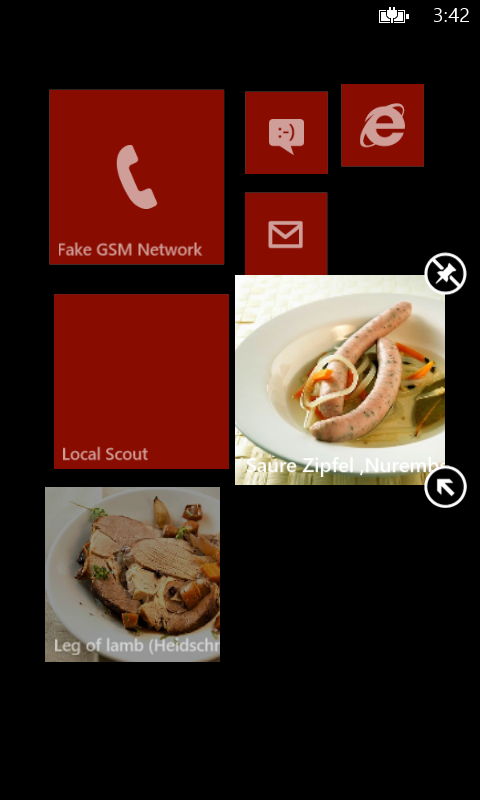 3:42
Fake GSM Network
Local Scout
Saure Zipfel ,Nuremb
Leg of lamb (Heidschn